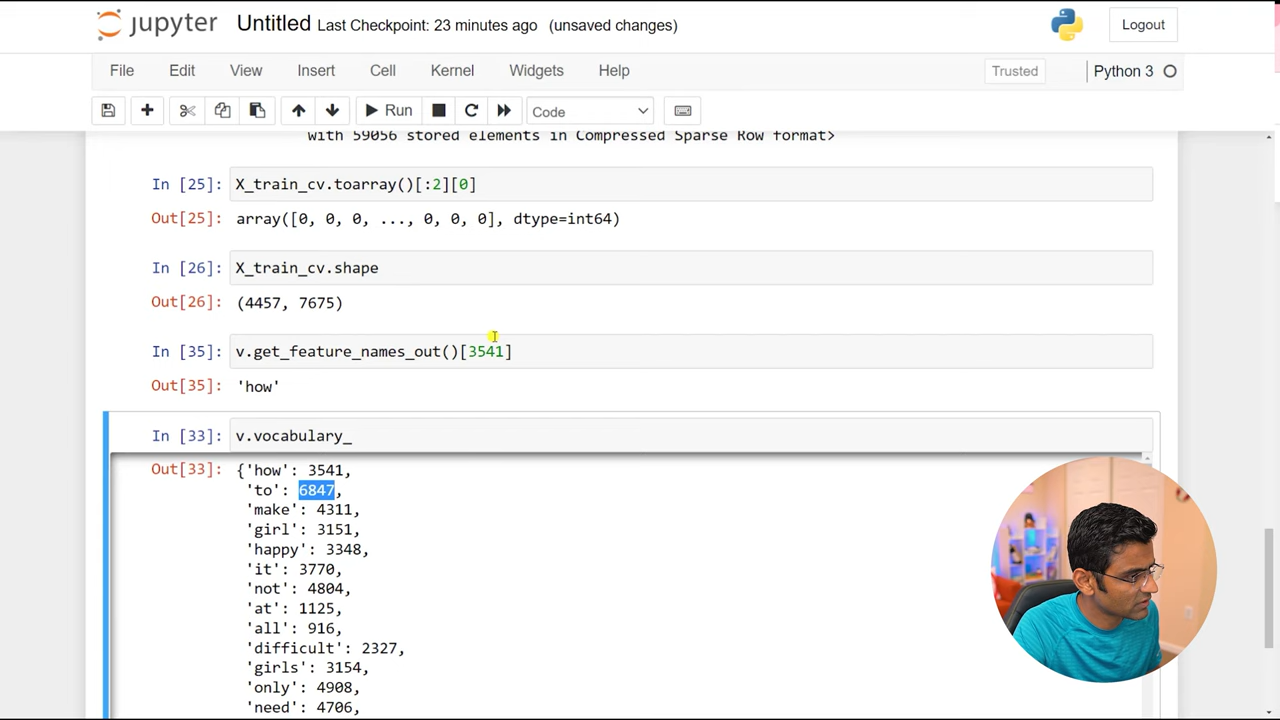 jupyter Untitled Last Checkpoint: 23 minutes ago (unsaved changes) Logout
File Edit View Insert Cell Kernel Widgets Help Trusted Python 3
Run Code
with 59056 stored elements in Compressed Sparse Row format>
In [25]: X_train_cv.toarray()[:2][0]
Out[25]: array([0, 0, 0, ..., 0, 0, 0], dtype=int64)
In [26]: X_train_cv.shape
Out[26]: (4457, 7675)
In [35]: v.get_feature_names_out()[3541]
Out[35]: 'how'
In [33]: v.vocabulary_
Out[33]: {'how': 3541,
'to': 6847,
'make': 4311,
'girl': 3151,
'happy': 3348,
'it': 3770,
'not': 4804,
'at': 1125,
'all': 916,
'difficult': 2327,
'girls': 3154,
'only': 4908,
'need': 4706,